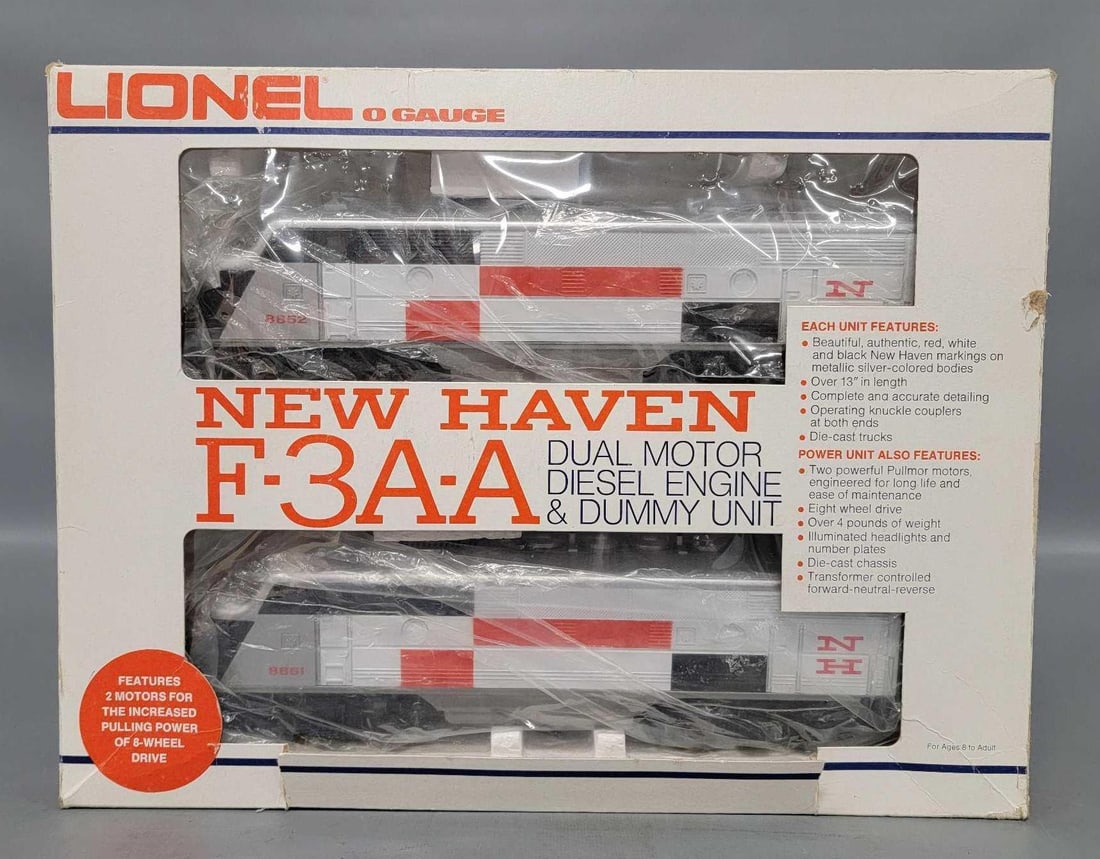 LIONEL O GAUGE
8652
N
EACH UNIT FEATURES:
• Beautiful, authentic, red, white
and black New Haven markings on
metallic silver-colored bodies
• Over 13" in length
• Complete and accurate detailing
• Operating knuckle couplers
at both ends
• Die-cast trucks
POWER UNIT ALSO FEATURES:
• Two powerful Pullmor motors,
engineered for long life and
ease of maintenance
• Eight wheel drive
• Over 4 pounds of weight
• Illuminated headlights and
number plates
• Die-cast chassis
• Transformer controlled
forward-neutral-reverse
NEW HAVEN
F-3A-A
DUAL MOTOR
DIESEL ENGINE
& DUMMY UNIT
8651
N
H
FEATURES
2 MOTORS FOR
THE INCREASED
PULLING POWER
OF 8-WHEEL
DRIVE
For Ages 8 to Adult